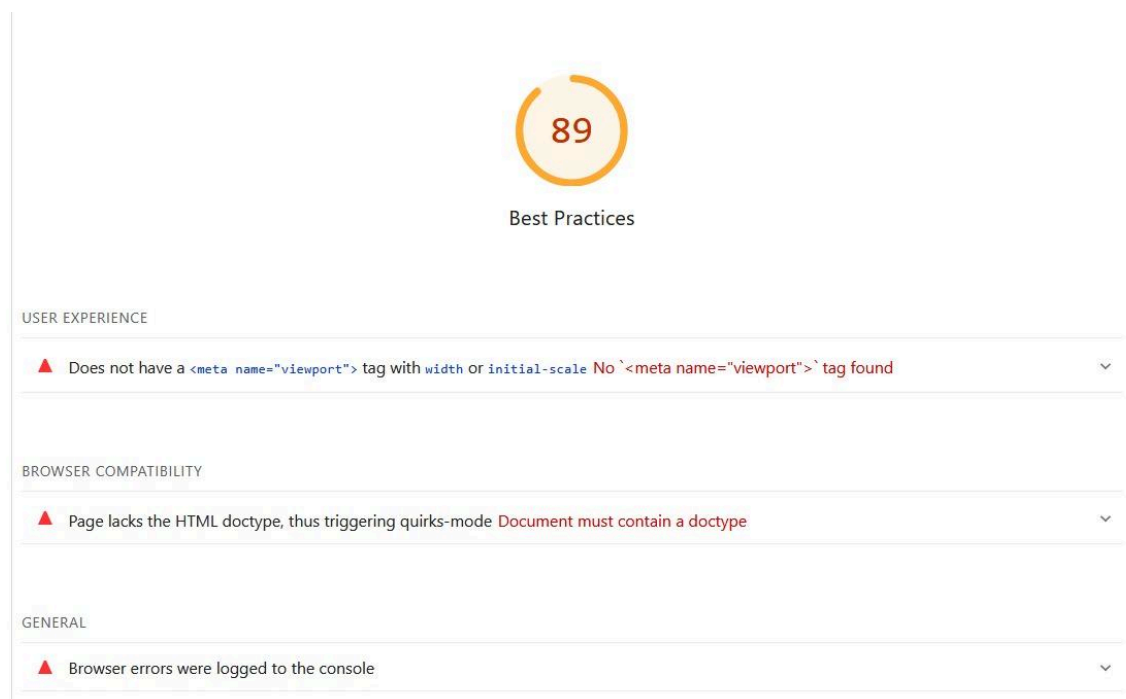 89
Best Practices
USER EXPERIENCE
Does not have a <meta name="viewport"> tag with width or initial-scale No `<meta name="viewport">` tag found
BROWSER COMPATIBILITY
Page lacks the HTML doctype, thus triggering quirks-mode Document must contain a doctype
GENERAL
Browser errors were logged to the console